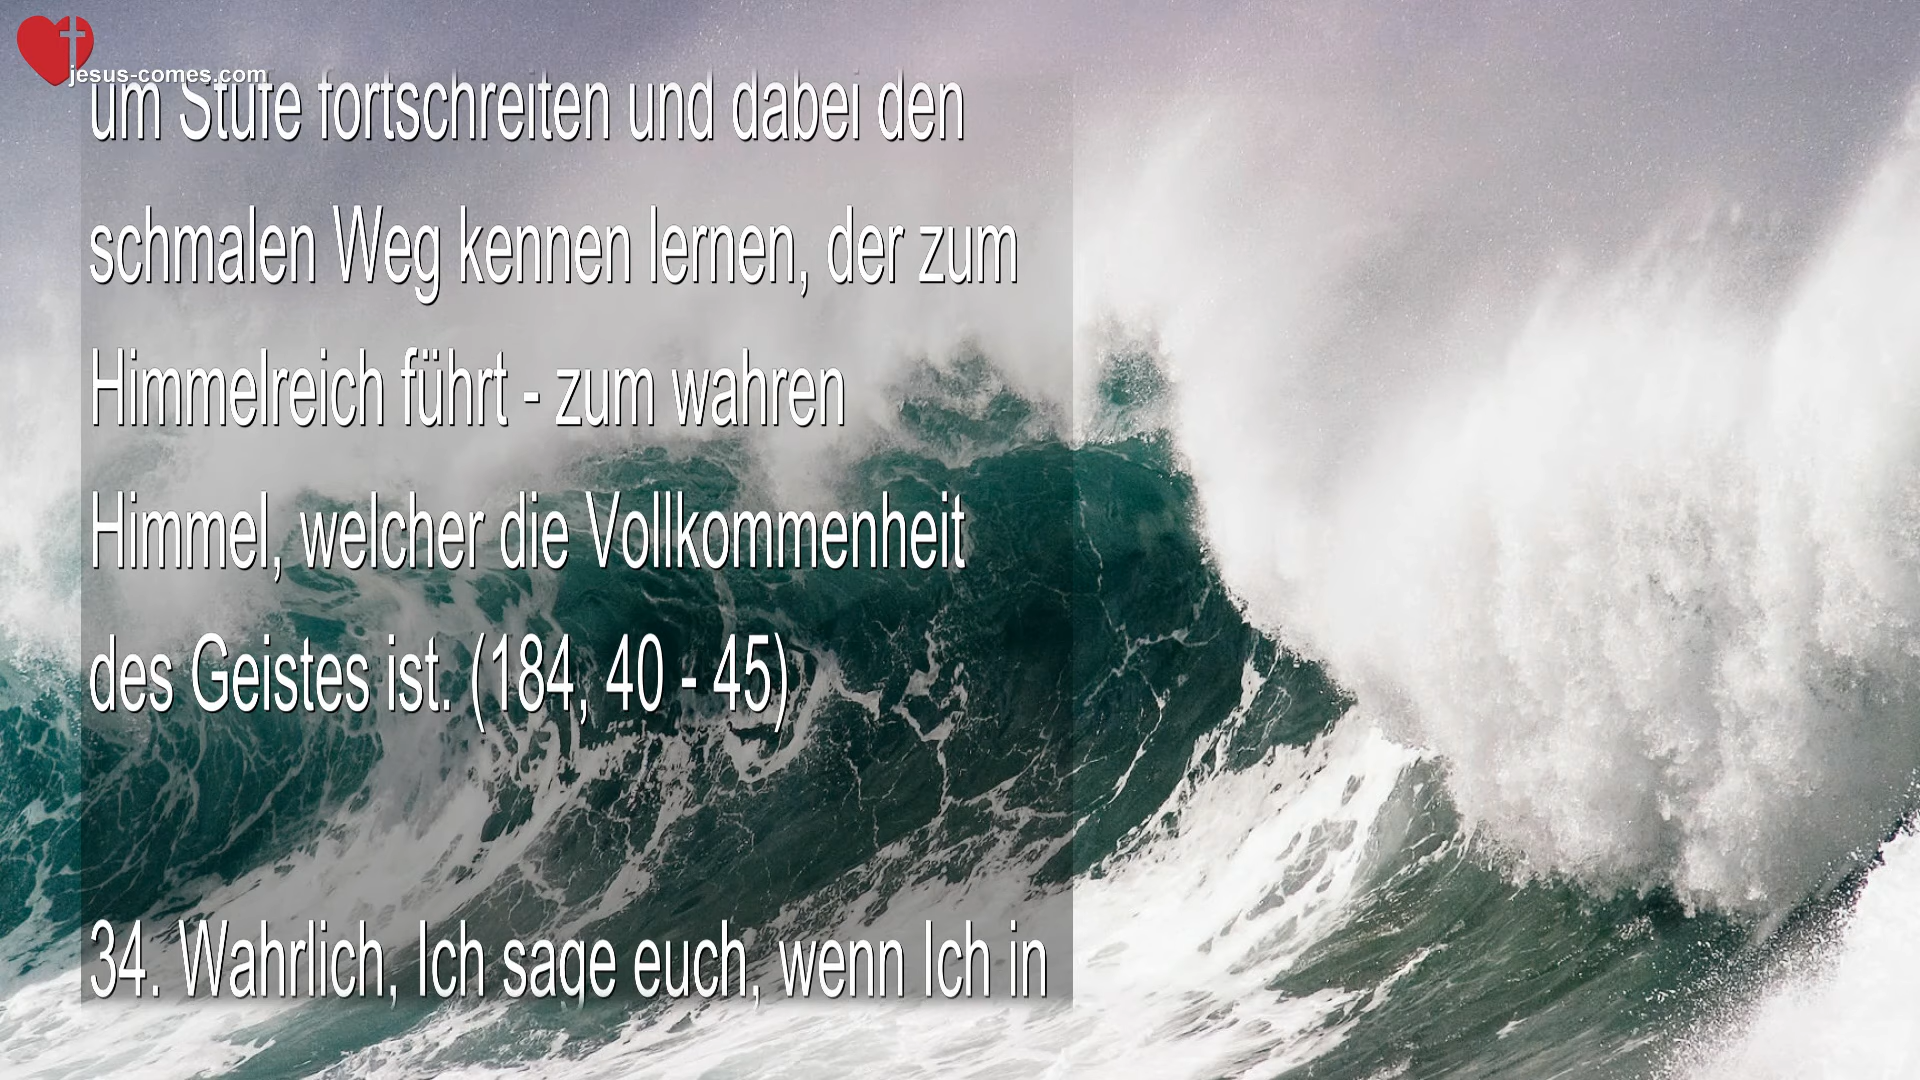 jesus-comes.com
um Stufe fortschreiten und dabei den
schmalen Weg kennen lernen, der zum
Himmelreich führt - zum wahren
Himmel, welcher die Vollkommenheit
des Geistes ist. (184, 40 - 45)
34. Wahrlich, Ich sage euch, wenn Ich in